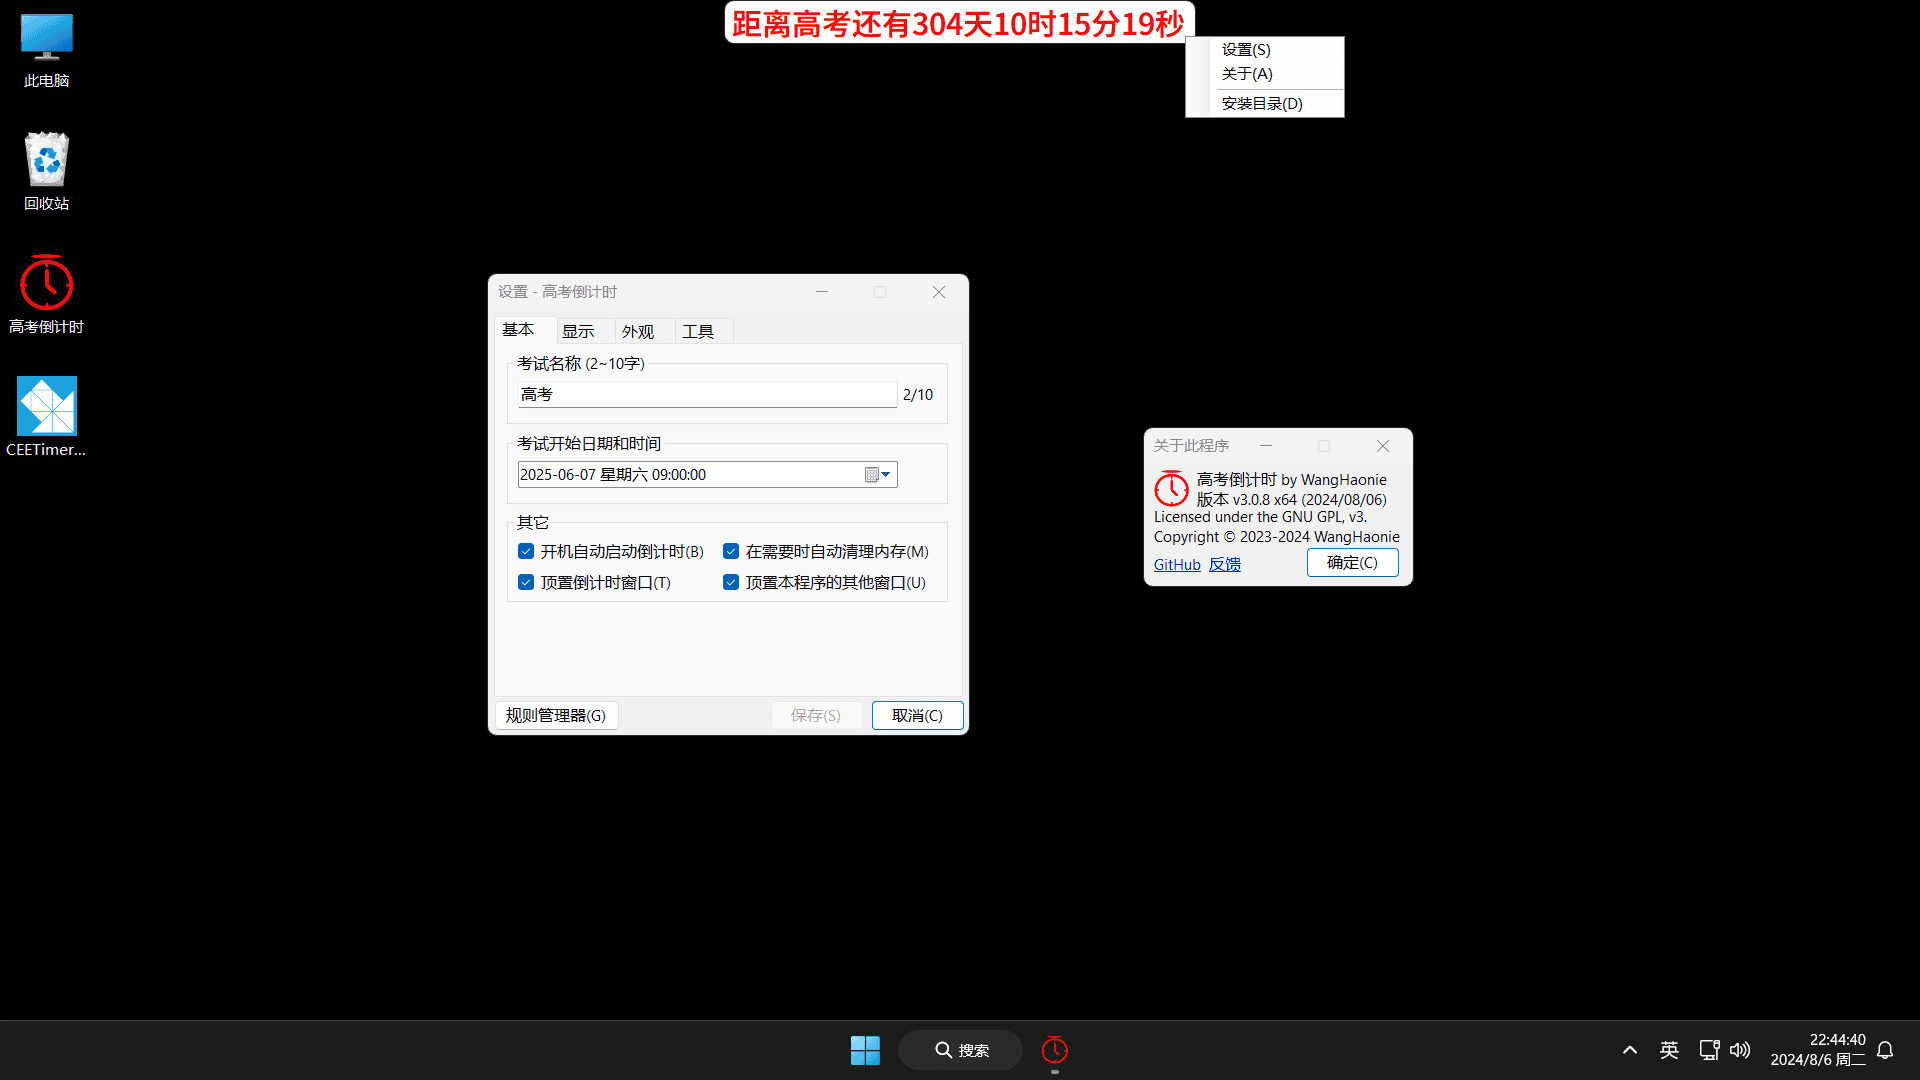 距离高考还有304天10时15分19秒
设置(S)
关于(A)
安装目录(D)
此电脑
回收站
高考倒计时
CEETimer...
设置 - 高考倒计时
基本
显示
外观
工具
考试名称 (2~10字)
高考
2/10
考试开始日期和时间
2025-06-07 星期六 09:00:00
其它
开机自动启动倒计时(B)
在需要时自动清理内存(M)
顶置倒计时窗口(T)
顶置本程序的其他窗口(U)
规则管理器(G)
保存(S)
取消(C)
关于此程序
高考倒计时 by WangHaonie
版本 v3.0.8 x64 (2024/08/06)
Licensed under the GNU GPL, v3.
Copyright © 2023-2024 WangHaonie
GitHub 反馈
确定(C)
搜索
英
22:44:40
2024/8/6 周二